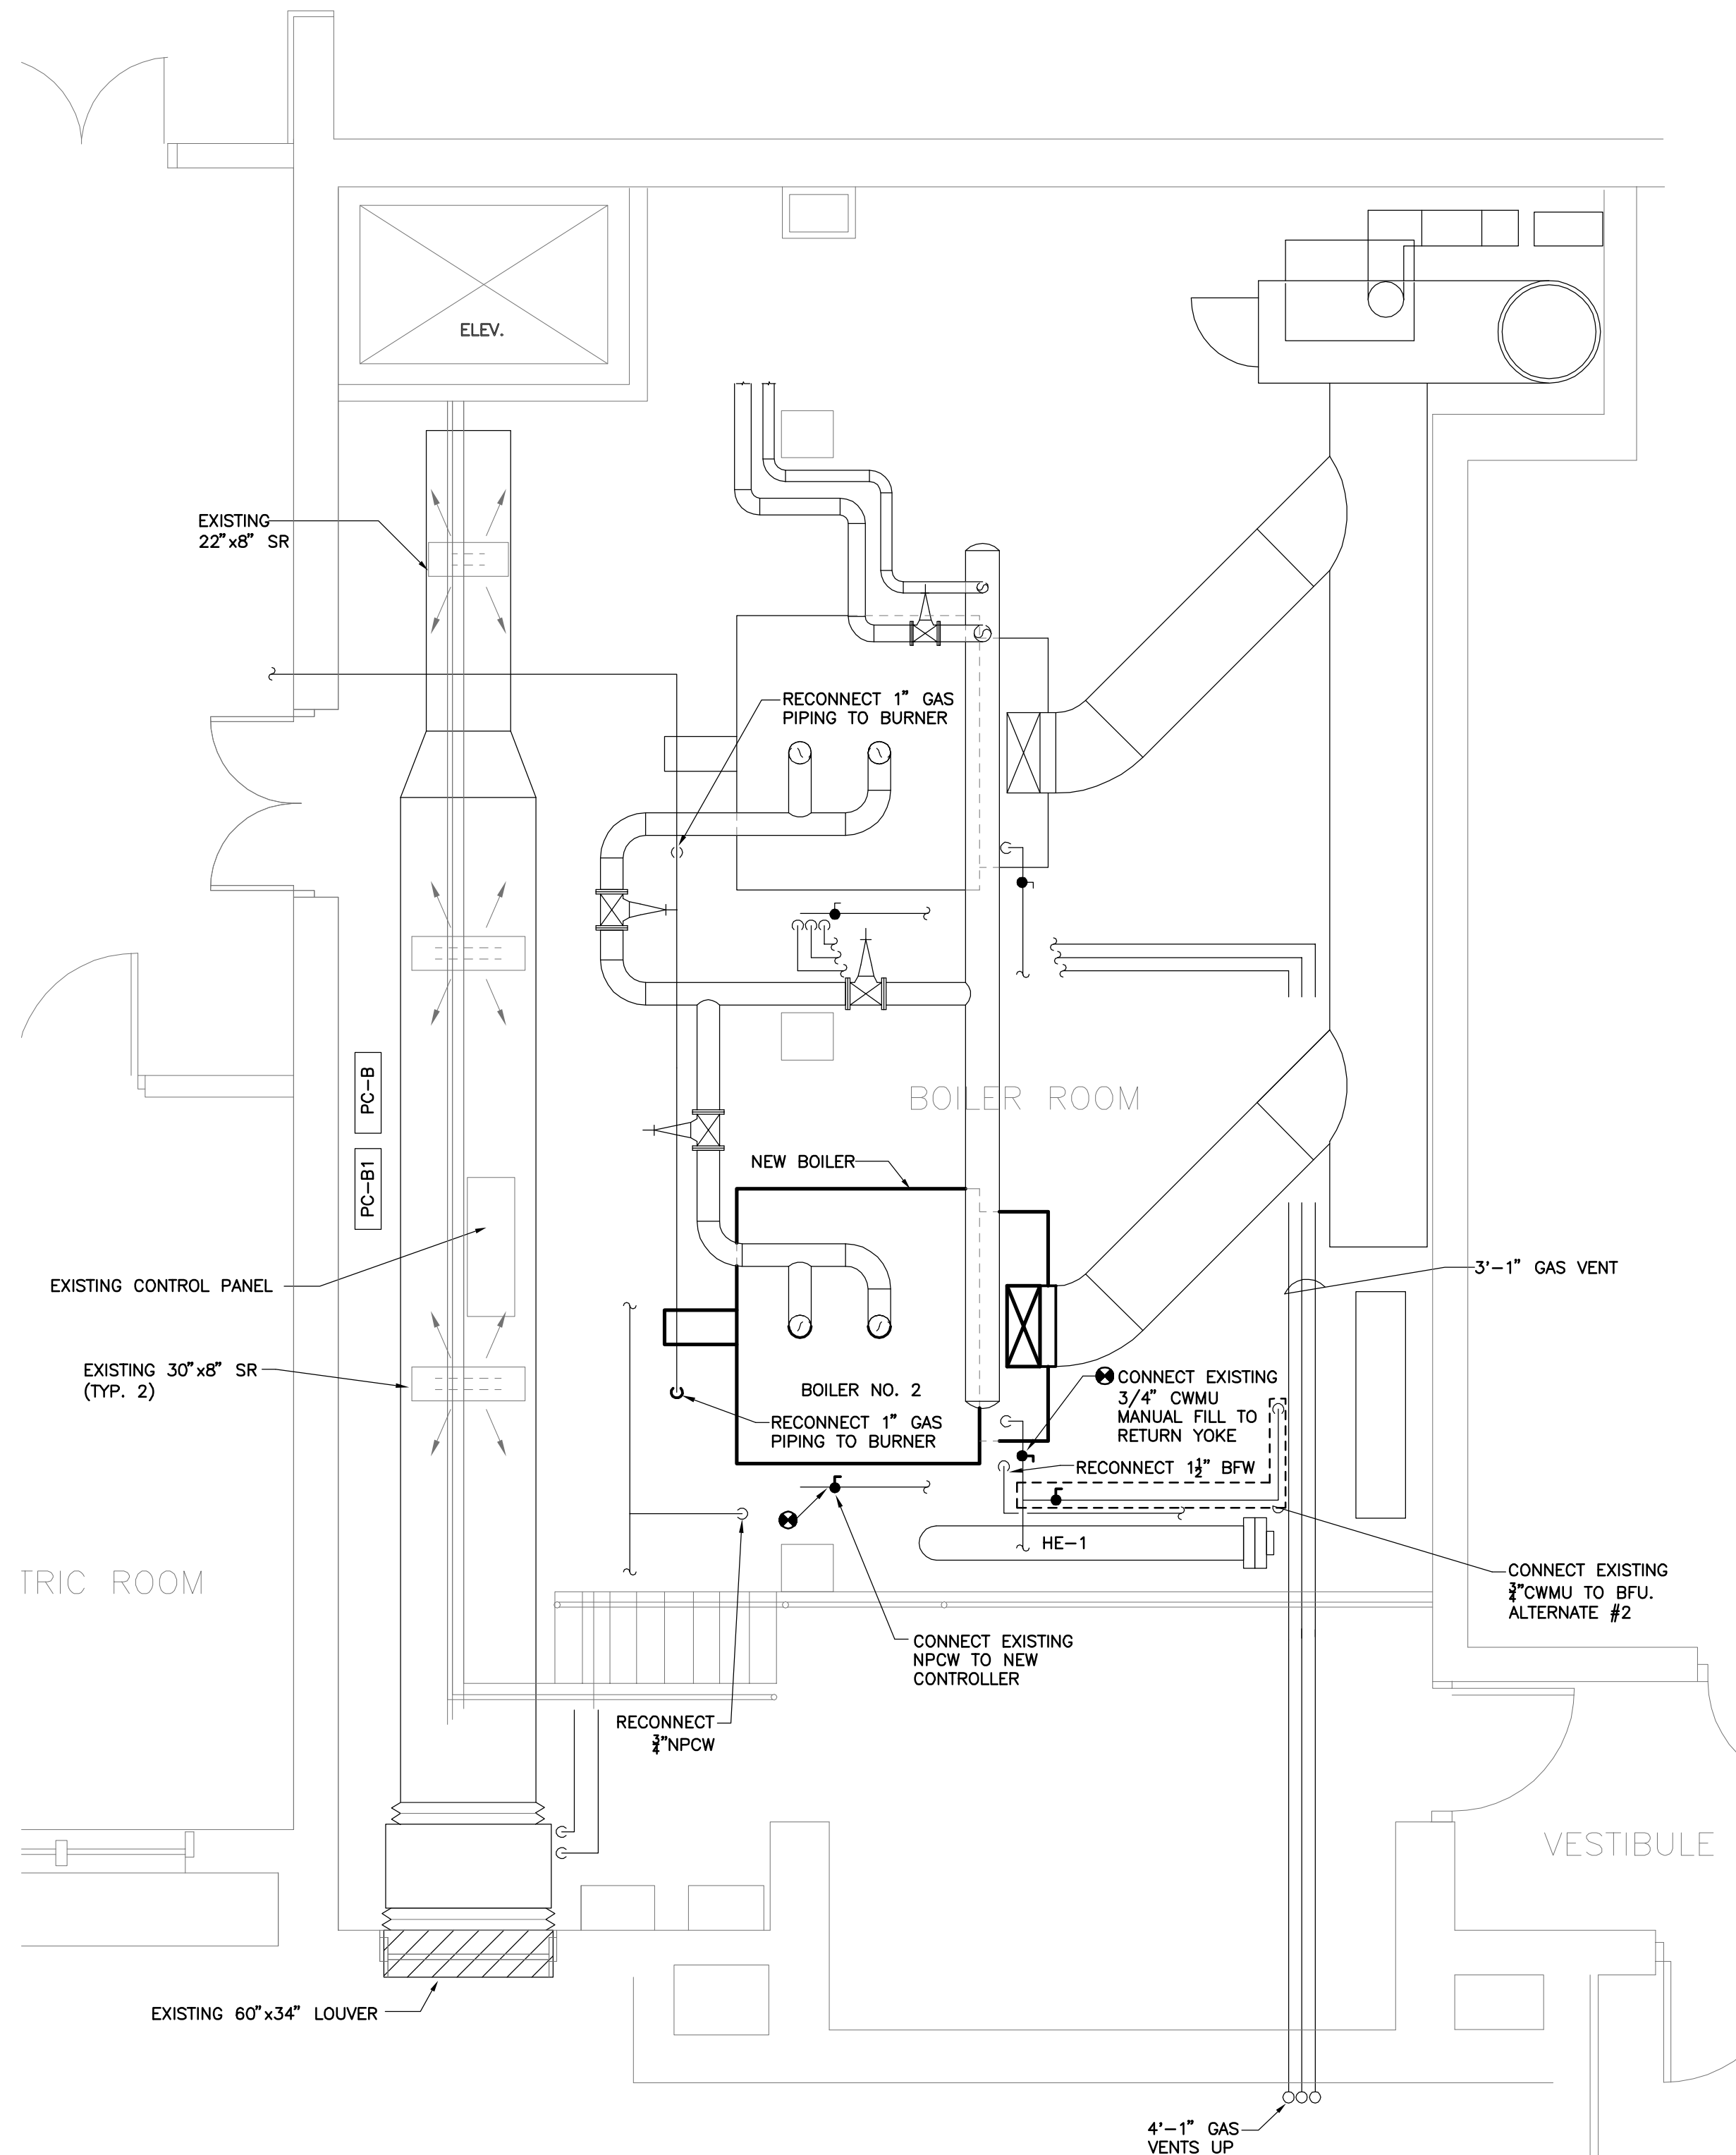 ELEV.
EXISTING
22"x8" SR
RECONNECT 1" GAS
PIPING TO BURNER
BOILER ROOM
PC-B
PC-B1
NEW BOILER
EXISTING CONTROL PANEL
3'-1" GAS VENT
EXISTING 30"x8" SR
(TYP. 2)
BOILER NO. 2
RECONNECT 1" GAS
PIPING TO BURNER
CONNECT EXISTING
3/4" CWMU
MANUAL FILL TO
RETURN YOKE
RECONNECT 1½" BFW
HE-1
TRIC ROOM
CONNECT EXISTING
¾"CWMU TO BFU.
ALTERNATE #2
CONNECT EXISTING
NPCW TO NEW
CONTROLLER
RECONNECT
¾"NPCW
VESTIBULE
EXISTING 60"x34" LOUVER
4'-1" GAS
VENTS UP